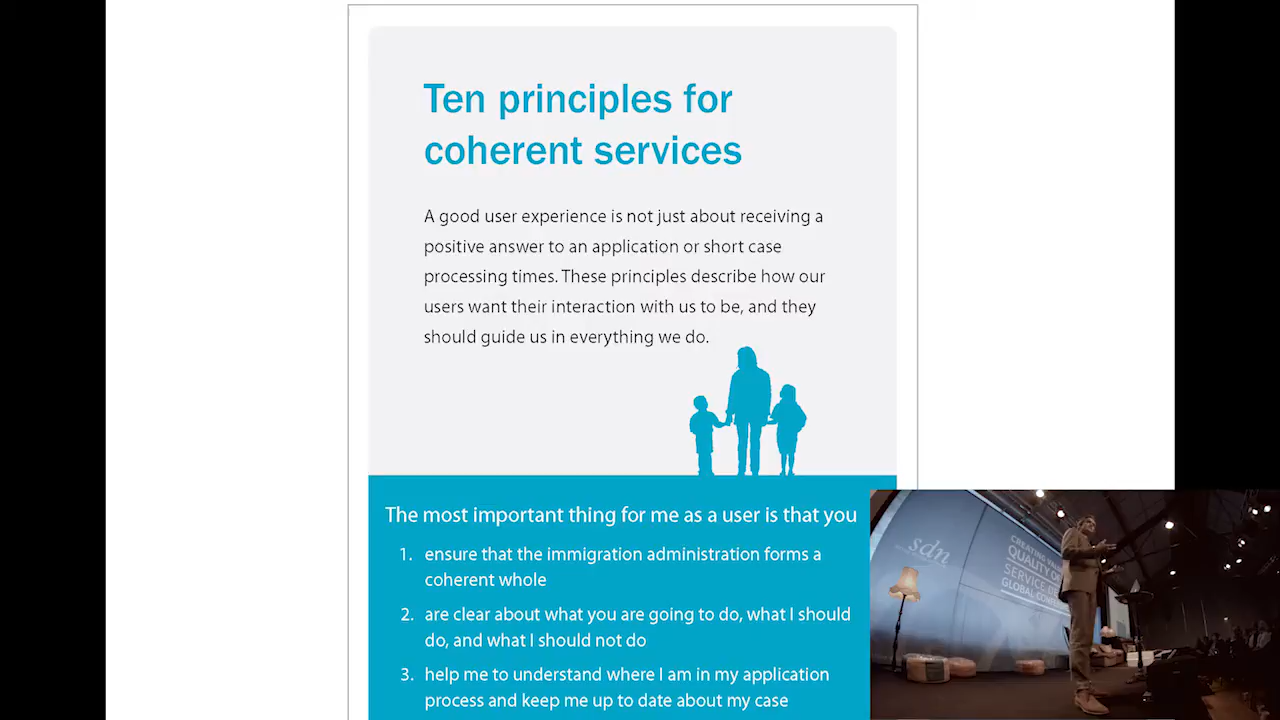 Ten principles for
coherent services
A good user experience is not just about receiving a
positive answer to an application or short case
processing times. These principles describe how our
users want their interaction with us to be, and they
should guide us in everything we do.
The most important thing for me as a user is that you
1. ensure that the immigration administration forms a
coherent whole
2. are clear about what you are going to do, what I should
do, and what I should not do
3. help me to understand where I am in my application
process and keep me up to date about my case
sdn
CREATING
QUALITY
SERVICE
GLOBAL